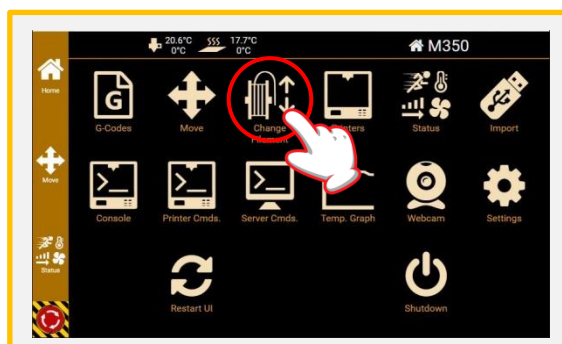 20.6°C 17.7°C
0°C 0°C
M350
Home
G
G-Codes Move Change Filament Printers Status Import
Move
Console Printer Cmds. Server Cmds. Temp. Graph Webcam Settings
Status
Restart UI Shutdown